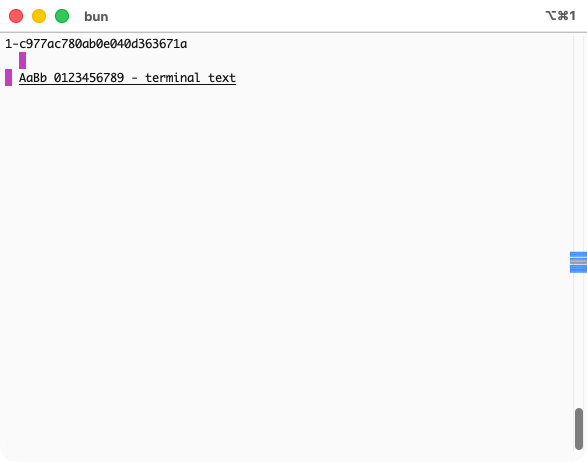 bun
⌥⌘1
1-c977ac780ab0e040d363671a
AaBb 0123456789 - terminal text